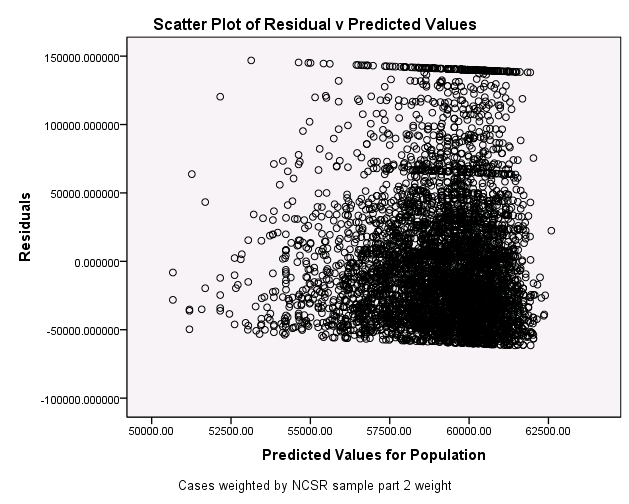 Scatter Plot of Residual v Predicted Values
150000.000000
100000.000000
50000.000000
0.000000
-50000.000000
-100000.000000
Residuals
50000.00 52500.00 55000.00 57500.00 60000.00 62500.00
Predicted Values for Population
Cases weighted by NCSR sample part 2 weight